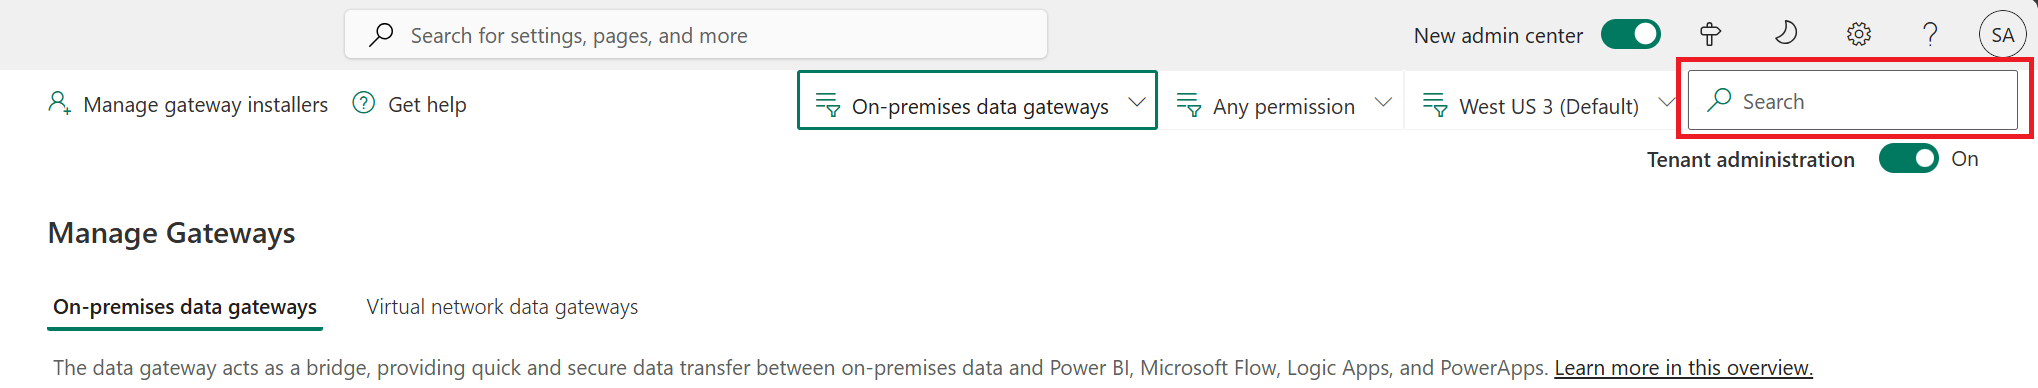 Search for settings, pages, and more
New admin center
SA
Manage gateway installers
Get help
On-premises data gateways
Any permission
West US 3 (Default)
Search
Tenant administration
On
Manage Gateways
On-premises data gateways
Virtual network data gateways
The data gateway acts as a bridge, providing quick and secure data transfer between on-premises data and Power BI, Microsoft Flow, Logic Apps, and PowerApps. Learn more in this overview.